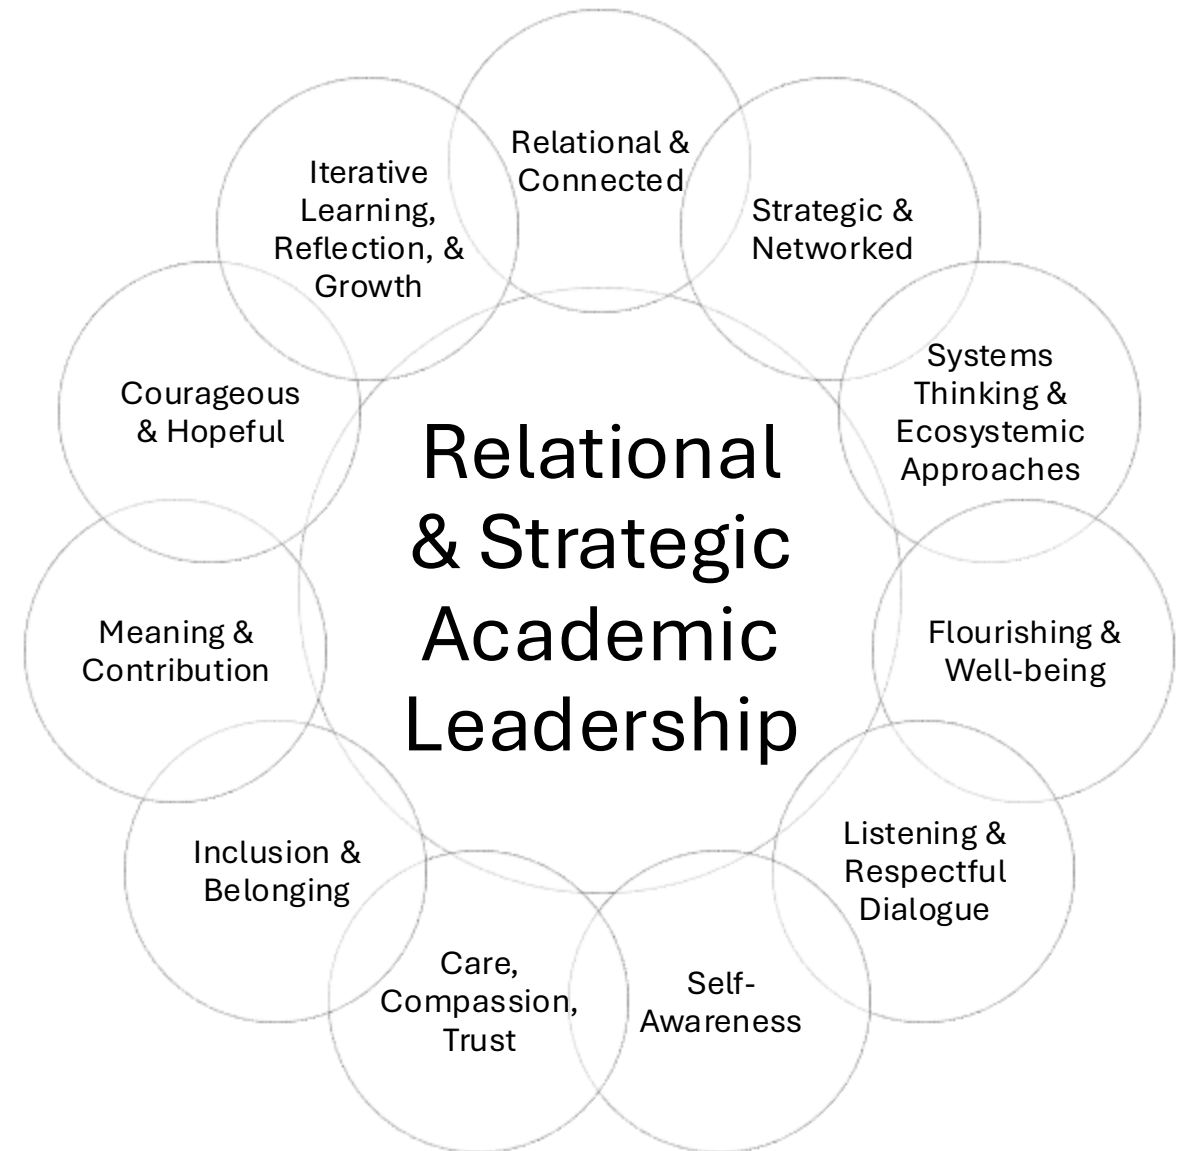 Relational &
Connected
Strategic &
Networked
Systems
Thinking &
Ecosystemic
Approaches
Flourishing &
Well-being
Listening &
Respectful
Dialogue
Self-
Awareness
Care,
Compassion,
Trust
Inclusion &
Belonging
Meaning &
Contribution
Courageous
& Hopeful
Iterative
Learning,
Reflection, &
Growth
Relational
& Strategic
Academic
Leadership